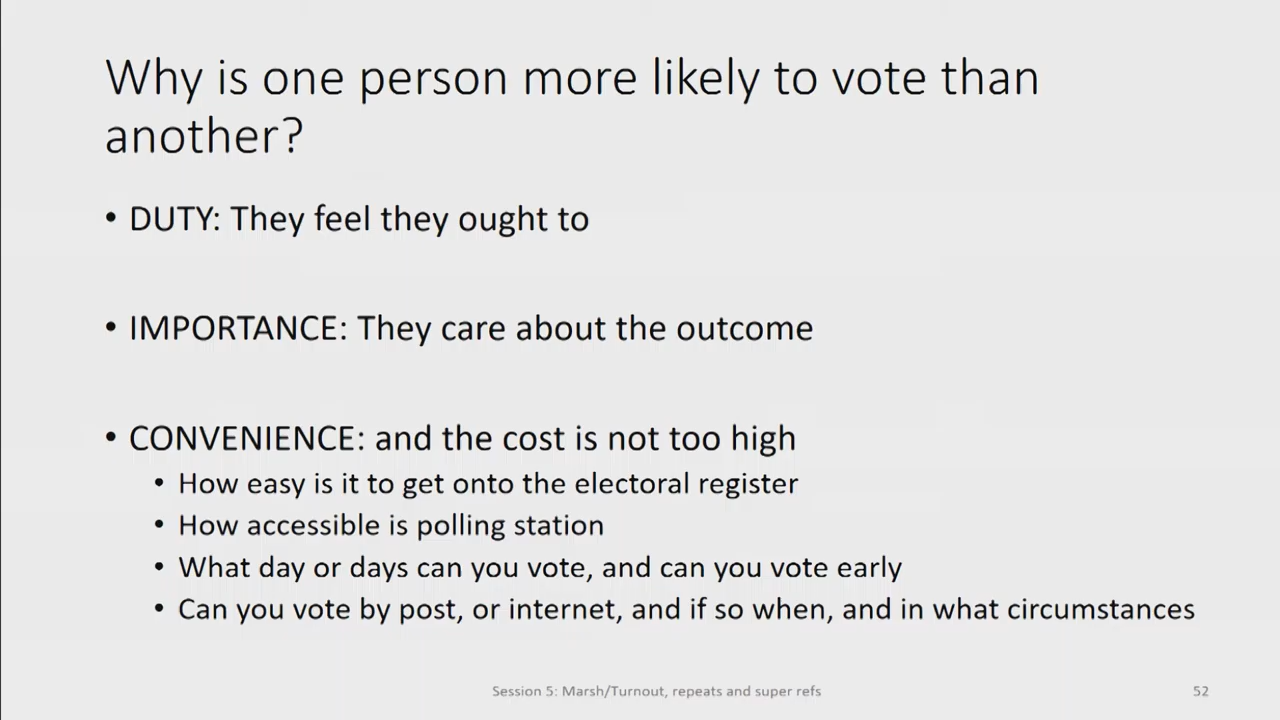 Why is one person more likely to vote than
another?
• DUTY: They feel they ought to
• IMPORTANCE: They care about the outcome
• CONVENIENCE: and the cost is not too high
• How easy is it to get onto the electoral register
• How accessible is polling station
• What day or days can you vote, and can you vote early
• Can you vote by post, or internet, and if so when, and in what circumstances
Session 5: Marsh/Turnout, repeats and super refs
52